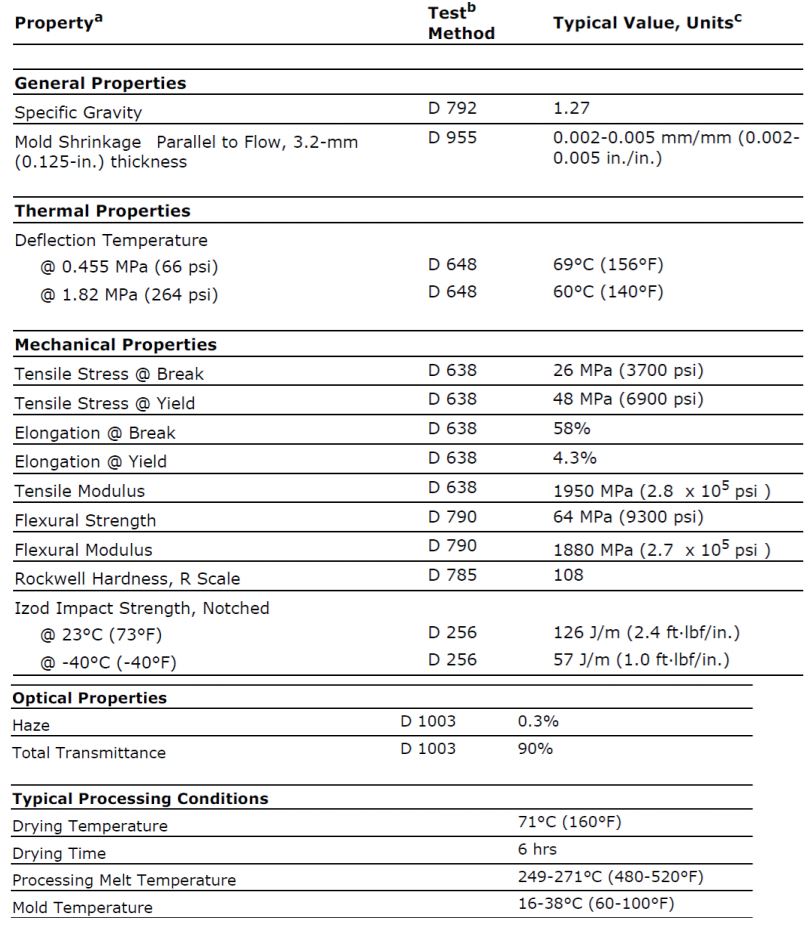 Propertyᵃ Testᵇ Method Typical Value, Unitsᶜ
General Properties
Specific Gravity D 792 1.27
Mold Shrinkage Parallel to Flow, 3.2-mm (0.125-in.) thickness D 955 0.002-0.005 mm/mm (0.002-0.005 in./in.)
Thermal Properties
Deflection Temperature
@ 0.455 MPa (66 psi) D 648 69°C (156°F)
@ 1.82 MPa (264 psi) D 648 60°C (140°F)
Mechanical Properties
Tensile Stress @ Break D 638 26 MPa (3700 psi)
Tensile Stress @ Yield D 638 48 MPa (6900 psi)
Elongation @ Break D 638 58%
Elongation @ Yield D 638 4.3%
Tensile Modulus D 638 1950 MPa (2.8 x 10⁵ psi )
Flexural Strength D 790 64 MPa (9300 psi)
Flexural Modulus D 790 1880 MPa (2.7 x 10⁵ psi )
Rockwell Hardness, R Scale D 785 108
Izod Impact Strength, Notched
@ 23°C (73°F) D 256 126 J/m (2.4 ft·lbf/in.)
@ -40°C (-40°F) D 256 57 J/m (1.0 ft·lbf/in.)
Optical Properties
Haze D 1003 0.3%
Total Transmittance D 1003 90%
Typical Processing Conditions
Drying Temperature 71°C (160°F)
Drying Time 6 hrs
Processing Melt Temperature 249-271°C (480-520°F)
Mold Temperature 16-38°C (60-100°F)